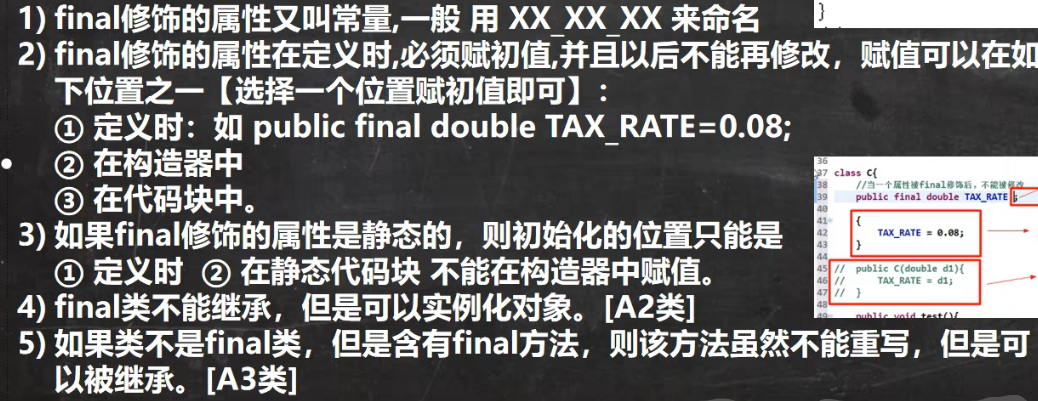 1) final修饰的属性又叫常量,一般 用 XX_XX_XX 来命名
2) final修饰的属性在定义时,必须赋初值,并且以后不能再修改，赋值可以在如
下位置之一【选择一个位置赋初值即可】：
① 定义时：如 public final double TAX_RATE=0.08;
② 在构造器中
③ 在代码块中。
3) 如果final修饰的属性是静态的，则初始化的位置只能是
① 定义时 ② 在静态代码块 不能在构造器中赋值。
4) final类不能继承，但是可以实例化对象。[A2类]
5) 如果类不是final类，但是含有final方法，则该方法虽然不能重写，但是可
以被继承。[A3类]
}
36
37 class C{
38 //当一个属性被final修饰后，不能被修改
39 public final double TAX_RATE ;
40
41 {
42 TAX_RATE = 0.08;
43 }
44
45 // public C(double d1){
46 // TAX_RATE = d1;
47 // }
48
49 public void test(){